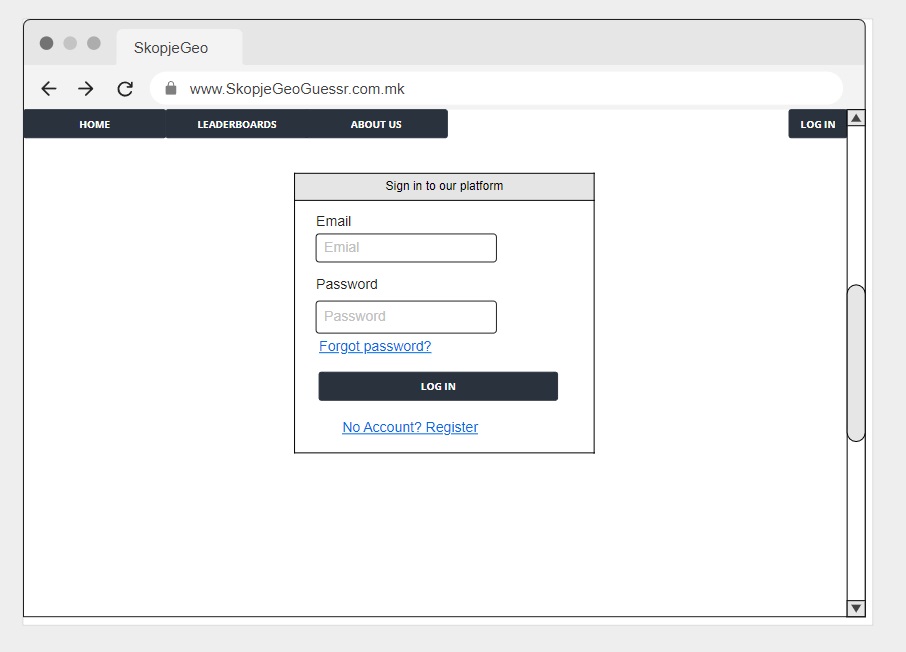 SkopjeGeo
www.SkopjeGeoGuessr.com.mk
HOME LEADERBOARDS ABOUT US LOG IN
Sign in to our platform
Email
Emial
Password
Password
Forgot password?
LOG IN
No Account? Register